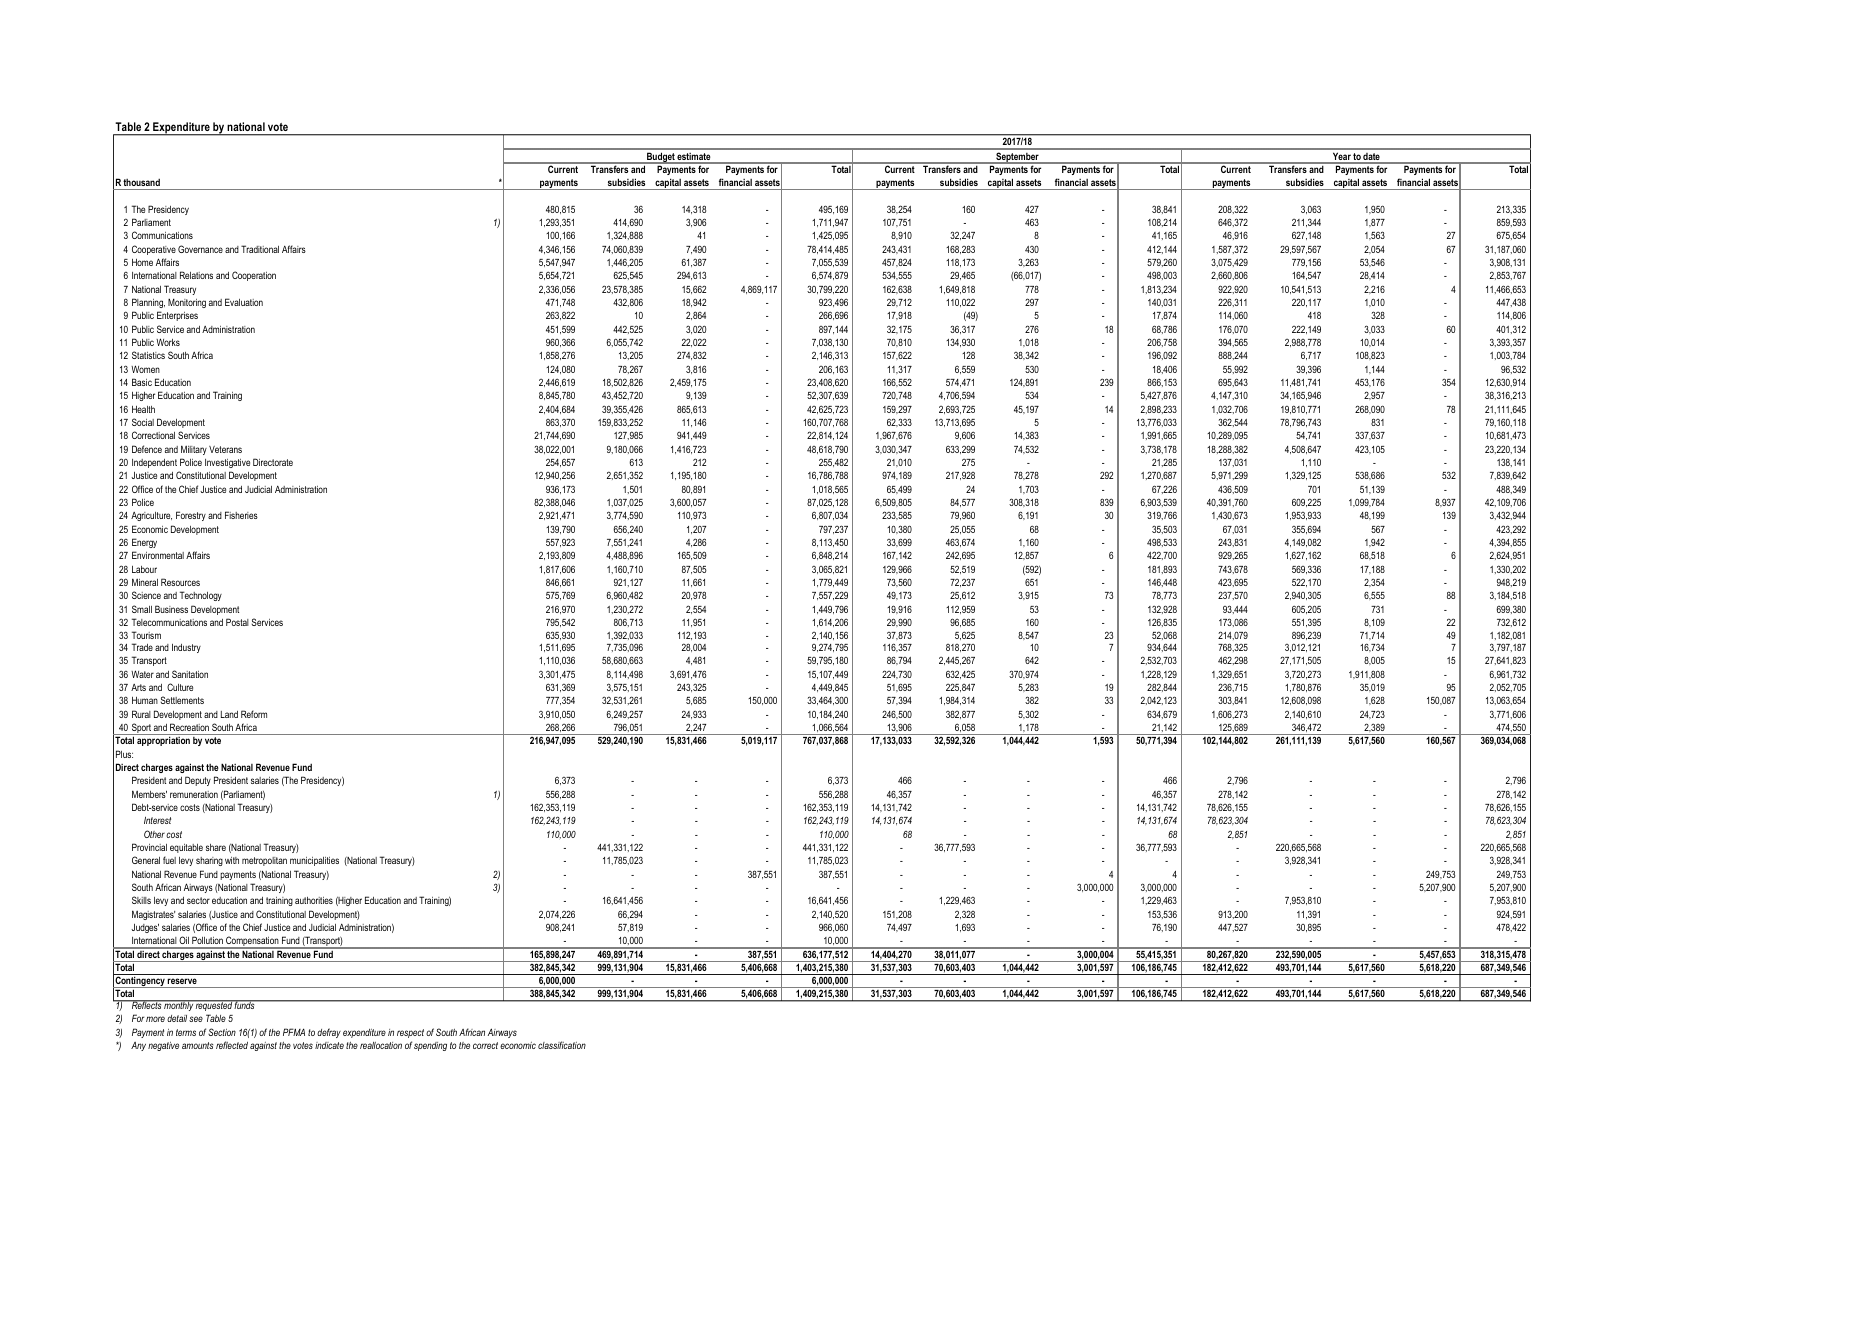 Table 2 Expenditure by national vote
2017/18
Budget estimate September Year to date
Current Transfers and Payments for Payments for Total Current Transfers and Payments for Payments for Total Current Transfers and Payments for Payments for Total
R thousand * payments subsidies capital assets financial assets payments subsidies capital assets financial assets payments subsidies capital assets financial assets
1 The Presidency 480,815 36 14,318 - 495,169 38,254 160 427 - 38,841 208,322 3,063 1,950 - 213,335
2 Parliament 1) 1,293,351 414,690 3,906 - 1,711,947 107,751 - 463 - 108,214 646,372 211,344 1,877 - 859,593
3 Communications 100,166 1,324,888 41 - 1,425,095 8,910 32,247 8 - 41,165 46,916 627,148 1,563 27 675,654
4 Cooperative Governance and Traditional Affairs 4,346,156 74,060,839 7,490 - 78,414,485 243,431 168,283 430 - 412,144 1,587,372 29,597,567 2,054 67 31,187,060
5 Home Affairs 5,547,947 1,446,205 61,387 - 7,055,539 457,824 118,173 3,263 - 579,260 3,075,429 779,156 53,546 - 3,908,131
6 International Relations and Cooperation 5,654,721 625,545 294,613 - 6,574,879 534,555 29,465 (66,017) - 498,003 2,660,806 164,547 28,414 - 2,853,767
7 National Treasury 2,336,056 23,578,385 15,662 4,869,117 30,799,220 162,638 1,649,818 778 - 1,813,234 922,920 10,541,513 2,216 4 11,466,653
8 Planning, Monitoring and Evaluation 471,748 432,806 18,942 - 923,496 29,712 110,022 297 - 140,031 226,311 220,117 1,010 - 447,438
9 Public Enterprises 263,822 10 2,864 - 266,696 17,918 (49) 5 - 17,874 114,060 418 328 - 114,806
10 Public Service and Administration 451,599 442,525 3,020 - 897,144 32,175 36,317 276 18 68,786 176,070 222,149 3,033 60 401,312
11 Public Works 960,366 6,055,742 22,022 - 7,038,130 70,810 134,930 1,018 - 206,758 394,565 2,988,778 10,014 - 3,393,357
12 Statistics South Africa 1,858,276 13,205 274,832 - 2,146,313 157,622 128 38,342 - 196,092 888,244 6,717 108,823 - 1,003,784
13 Women 124,080 78,267 3,816 - 206,163 11,317 6,559 530 - 18,406 55,992 39,396 1,144 - 96,532
14 Basic Education 2,446,619 18,502,826 2,459,175 - 23,408,620 166,552 574,471 124,891 239 866,153 695,643 11,481,741 453,176 354 12,630,914
15 Higher Education and Training 8,845,780 43,452,720 9,139 - 52,307,639 720,748 4,706,594 534 - 5,427,876 4,147,310 34,165,946 2,957 - 38,316,213
16 Health 2,404,684 39,355,426 865,613 - 42,625,723 159,297 2,693,725 45,197 14 2,898,233 1,032,706 19,810,771 268,090 78 21,111,645
17 Social Development 863,370 159,833,252 11,146 - 160,707,768 62,333 13,713,695 5 - 13,776,033 362,544 78,796,743 831 - 79,160,118
18 Correctional Services 21,744,690 127,985 941,449 - 22,814,124 1,967,676 9,606 14,383 - 1,991,665 10,289,095 54,741 337,637 - 10,681,473
19 Defence and Military Veterans 38,022,001 9,180,066 1,416,723 - 48,618,790 3,030,347 633,299 74,532 - 3,738,178 18,288,382 4,508,647 423,105 - 23,220,134
20 Independent Police Investigative Directorate 254,657 613 212 - 255,482 21,010 275 - - 21,285 137,031 1,110 - - 138,141
21 Justice and Constitutional Development 12,940,256 2,651,352 1,195,180 - 16,786,788 974,189 217,928 78,278 292 1,270,687 5,971,299 1,329,125 538,686 532 7,839,642
22 Office of the Chief Justice and Judicial Administration 936,173 1,501 80,891 - 1,018,565 65,499 24 1,703 - 67,226 436,509 701 51,139 - 488,349
23 Police 82,388,046 1,037,025 3,600,057 - 87,025,128 6,509,805 84,577 308,318 839 6,903,539 40,391,760 609,225 1,099,784 8,937 42,109,706
24 Agriculture, Forestry and Fisheries 2,921,471 3,774,590 110,973 - 6,807,034 233,585 79,960 6,191 30 319,766 1,430,673 1,953,933 48,199 139 3,432,944
25 Economic Development 139,790 656,240 1,207 - 797,237 10,380 25,055 68 - 35,503 67,031 355,694 567 - 423,292
26 Energy 557,923 7,551,241 4,286 - 8,113,450 33,699 463,674 1,160 - 498,533 243,831 4,149,082 1,942 - 4,394,855
27 Environmental Affairs 2,193,809 4,488,896 165,509 - 6,848,214 167,142 242,695 12,857 6 422,700 929,265 1,627,162 68,518 6 2,624,951
28 Labour 1,817,606 1,160,710 87,505 - 3,065,821 129,966 52,519 (592) - 181,893 743,678 569,336 17,188 - 1,330,202
29 Mineral Resources 846,661 921,127 11,661 - 1,779,449 73,560 72,237 651 - 146,448 423,695 522,170 2,354 - 948,219
30 Science and Technology 575,769 6,960,482 20,978 - 7,557,229 49,173 25,612 3,915 73 78,773 237,570 2,940,305 6,555 88 3,184,518
31 Small Business Development 216,970 1,230,272 2,554 - 1,449,796 19,916 112,959 53 - 132,928 93,444 605,205 731 - 699,380
32 Telecommunications and Postal Services 795,542 806,713 11,951 - 1,614,206 29,990 96,685 160 - 126,835 173,086 551,395 8,109 22 732,612
33 Tourism 635,930 1,392,033 112,193 - 2,140,156 37,873 5,625 8,547 23 52,068 214,079 896,239 71,714 49 1,182,081
34 Trade and Industry 1,511,695 7,735,096 28,004 - 9,274,795 116,357 818,270 10 7 934,644 768,325 3,012,121 16,734 7 3,797,187
35 Transport 1,110,036 58,680,663 4,481 - 59,795,180 86,794 2,445,267 642 - 2,532,703 462,298 27,171,505 8,005 15 27,641,823
36 Water and Sanitation 3,301,475 8,114,498 3,691,476 - 15,107,449 224,730 632,425 370,974 - 1,228,129 1,329,651 3,720,273 1,911,808 - 6,961,732
37 Arts and Culture 631,369 3,575,151 243,325 - 4,449,845 51,695 225,847 5,283 19 282,844 236,715 1,780,876 35,019 95 2,052,705
38 Human Settlements 777,354 32,531,261 5,685 150,000 33,464,300 57,394 1,984,314 382 33 2,042,123 303,841 12,608,098 1,628 150,087 13,063,654
39 Rural Development and Land Reform 3,910,050 6,249,257 24,933 - 10,184,240 246,500 382,877 5,302 - 634,679 1,606,273 2,140,610 24,723 - 3,771,606
40 Sport and Recreation South Africa 268,266 796,051 2,247 - 1,066,564 13,906 6,058 1,178 - 21,142 125,689 346,472 2,389 - 474,550
Total appropriation by vote 216,947,095 529,240,190 15,831,466 5,019,117 767,037,868 17,133,033 32,592,326 1,044,442 1,593 50,771,394 102,144,802 261,111,139 5,617,560 160,567 369,034,068
Plus:
Direct charges against the National Revenue Fund
President and Deputy President salaries (The Presidency) 6,373 - - - 6,373 466 - - - 466 2,796 - - - 2,796
Members' remuneration (Parliament) 1) 556,288 - - - 556,288 46,357 - - - 46,357 278,142 - - - 278,142
Debt-service costs (National Treasury) 162,353,119 - - - 162,353,119 14,131,742 - - - 14,131,742 78,626,155 - - - 78,626,155
Interest 162,243,119 - - - 162,243,119 14,131,674 - - - 14,131,674 78,623,304 - - - 78,623,304
Other cost 110,000 - - - 110,000 68 - - - 68 2,851 - - - 2,851
Provincial equitable share (National Treasury) - 441,331,122 - - 441,331,122 - 36,777,593 - - 36,777,593 - 220,665,568 - - 220,665,568
General fuel levy sharing with metropolitan municipalities (National Treasury) - 11,785,023 - - 11,785,023 - - - - - - 3,928,341 - - 3,928,341
National Revenue Fund payments (National Treasury) 2) - - - 387,551 387,551 - - - 4 4 - - - 249,753 249,753
South African Airways (National Treasury) 3) - - - - - - - - 3,000,000 3,000,000 - - - 5,207,900 5,207,900
Skills levy and sector education and training authorities (Higher Education and Training) - 16,641,456 - - 16,641,456 - 1,229,463 - - 1,229,463 - 7,953,810 - - 7,953,810
Magistrates' salaries (Justice and Constitutional Development) 2,074,226 66,294 - - 2,140,520 151,208 2,328 - - 153,536 913,200 11,391 - - 924,591
Judges' salaries (Office of the Chief Justice and Judicial Administration) 908,241 57,819 - - 966,060 74,497 1,693 - - 76,190 447,527 30,895 - - 478,422
International Oil Pollution Compensation Fund (Transport) - 10,000 - - 10,000 - - - - - - - - - -
Total direct charges against the National Revenue Fund 165,898,247 469,891,714 - 387,551 636,177,512 14,404,270 38,011,077 - 3,000,004 55,415,351 80,267,820 232,590,005 - 5,457,653 318,315,478
Total 382,845,342 999,131,904 15,831,466 5,406,668 1,403,215,380 31,537,303 70,603,403 1,044,442 3,001,597 106,186,745 182,412,622 493,701,144 5,617,560 5,618,220 687,349,546
Contingency reserve 6,000,000 - - - 6,000,000 - - - - - - - - - -
Total 388,845,342 999,131,904 15,831,466 5,406,668 1,409,215,380 31,537,303 70,603,403 1,044,442 3,001,597 106,186,745 182,412,622 493,701,144 5,617,560 5,618,220 687,349,546
1) Reflects monthly requested funds
2) For more detail see Table 5
3) Payment in terms of Section 16(1) of the PFMA to defray expenditure in respect of South African Airways
*) Any negative amounts reflected against the votes indicate the reallocation of spending to the correct economic classification